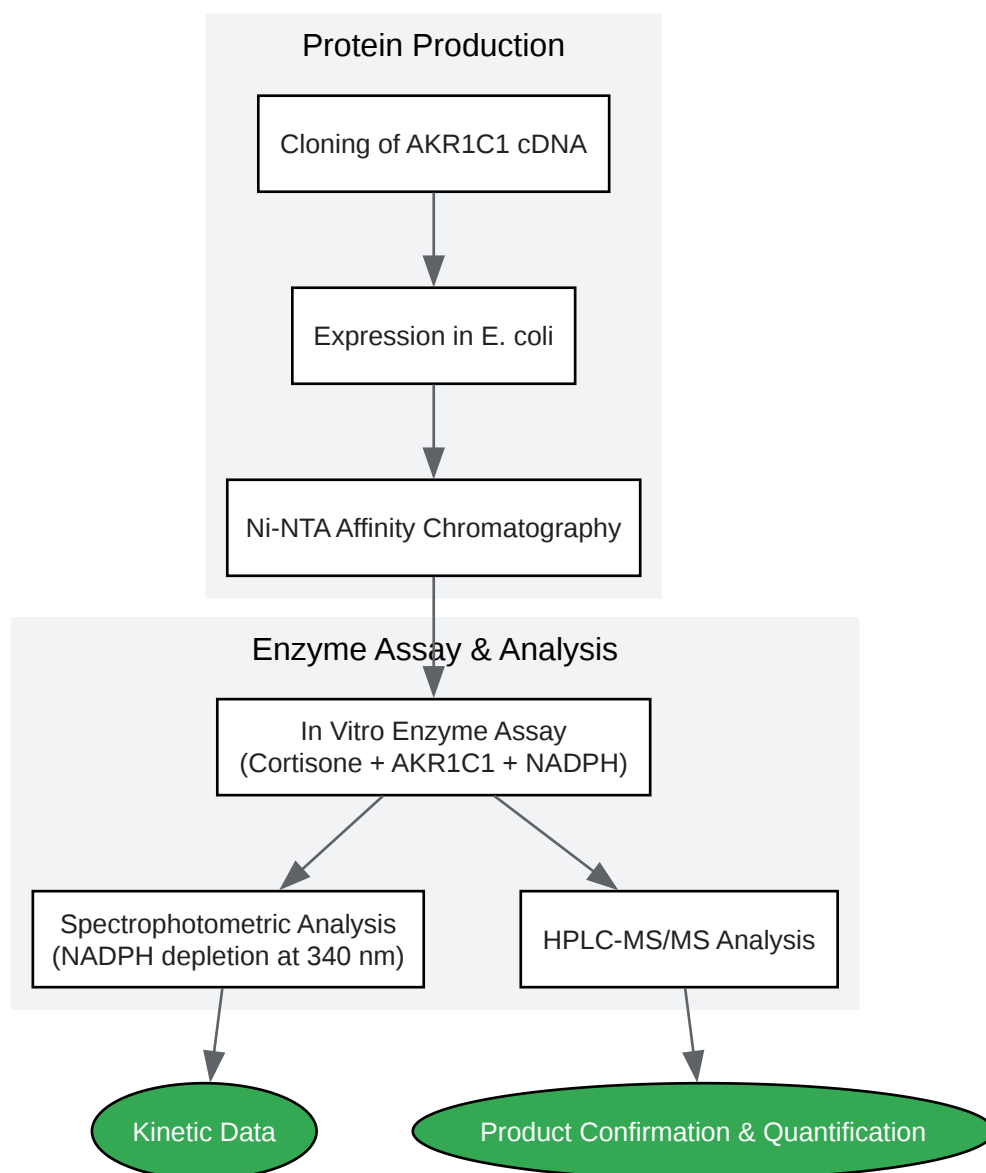 Protein Production
Cloning of AKR1C1 cDNA
Expression in E. coli
Ni-NTA Affinity Chromatography
Enzyme Assay & Analysis
In Vitro Enzyme Assay
(Cortisone + AKR1C1 + NADPH)
Spectrophotometric Analysis
(NADPH depletion at 340 nm)
HPLC-MS/MS Analysis
Kinetic Data
Product Confirmation & Quantification